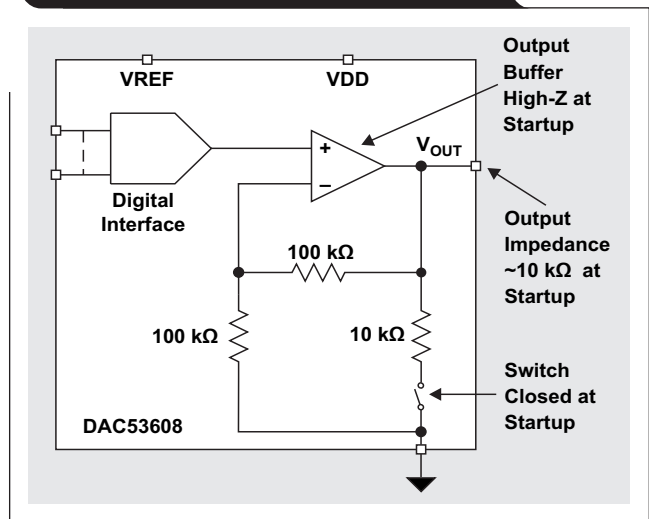 Output
Buffer
High-Z at
Startup
VREF
VDD
+
VOUT
–
Digital
Interface
Output
Impedance
~10 kΩ at
Startup
100 kΩ
100 kΩ
10 kΩ
Switch
Closed at
Startup
DAC53608